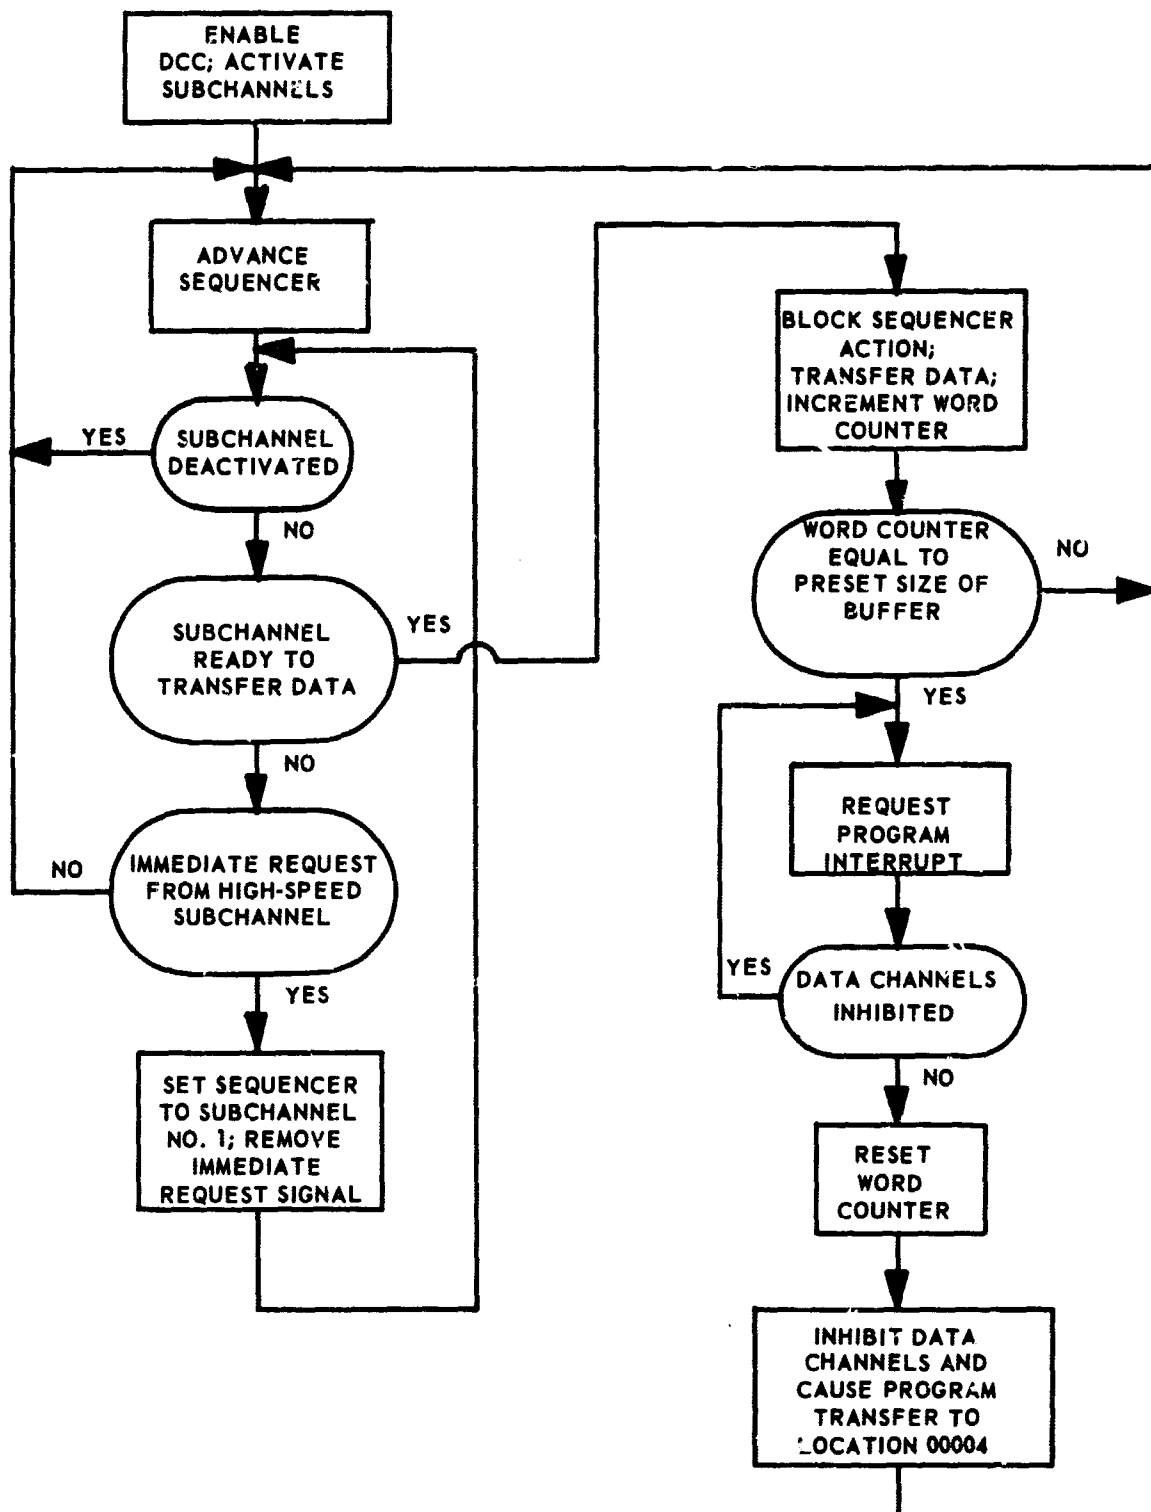 ENABLE
DCC; ACTIVATE
SUBCHANNELS
ADVANCE
SEQUENCER
YES
SUBCHANNEL
DEACTIVATED
NO
SUBCHANNEL
READY TO
TRANSFER DATA
YES
NO
NO
IMMEDIATE REQUEST
FROM HIGH-SPEED
SUBCHANNEL
YES
SET SEQUENCER
TO SUBCHANNEL
NO. 1; REMOVE
IMMEDIATE
REQUEST SIGNAL
BLOCK SEQUENCER
ACTION;
TRANSFER DATA;
INCREMENT WORD
COUNTER
WORD COUNTER
EQUAL TO
PRESET SIZE OF
BUFFER
NO
YES
REQUEST
PROGRAM
INTERRUPT
YES
DATA CHANNELS
INHIBITED
NO
RESET
WORD
COUNTER
INHIBIT DATA
CHANNELS AND
CAUSE PROGRAM
TRANSFER TO
LOCATION 00004